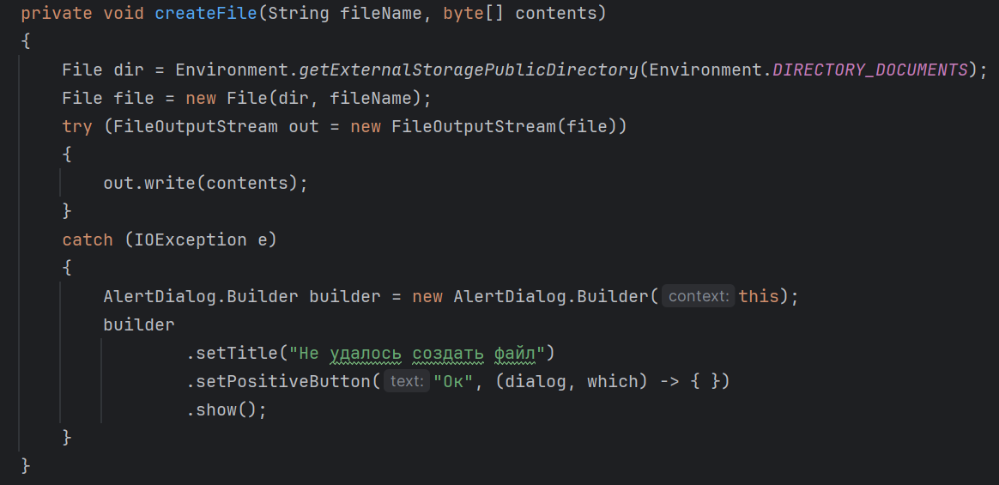 private void createFile(String fileName, byte[] contents)
{
    File dir = Environment.getExternalStoragePublicDirectory(Environment.DIRECTORY_DOCUMENTS);
    File file = new File(dir, fileName);
    try (FileOutputStream out = new FileOutputStream(file))
    {
        out.write(contents);
    }
    catch (IOException e)
    {
        AlertDialog.Builder builder = new AlertDialog.Builder( context: this);
        builder
                .setTitle("Не удалось создать файл")
                .setPositiveButton( text: "Ок", (dialog, which) -> { })
                .show();
    }
}